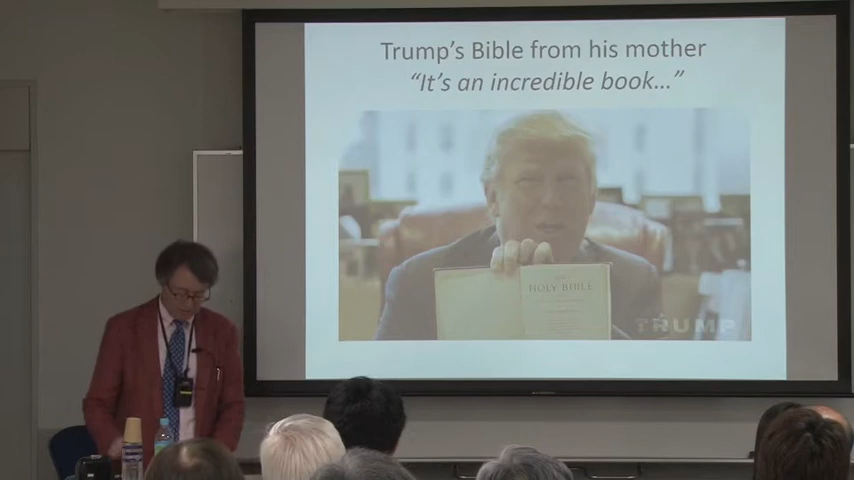 Trump's Bible from his mother
"It's an incredible book..."
HOLY BIBLE
TRUMP